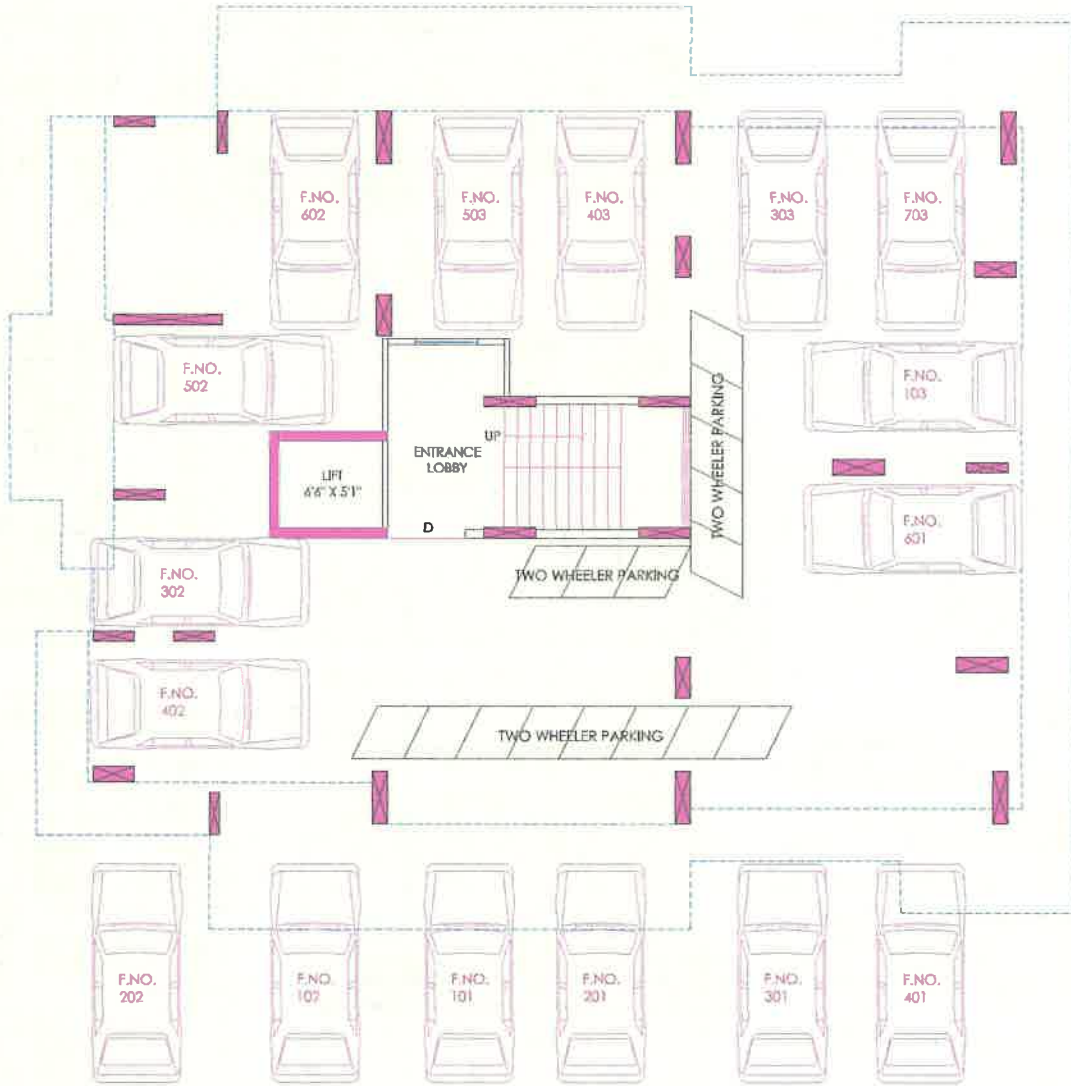 F.NO.
602
F.NO.
503
F.NO.
403
F.NO.
303
F.NO.
703
F.NO.
502
F.NO.
103
TWO WHEELER PARKING
UP
ENTRANCE
LOBBY
LIFT
6'6" X 5'1"
D
F.NO.
601
TWO WHEELER PARKING
F.NO.
302
F.NO.
402
TWO WHEELER PARKING
F.NO.
202
F.NO.
102
F.NO.
101
F.NO.
201
F.NO.
301
F.NO.
401